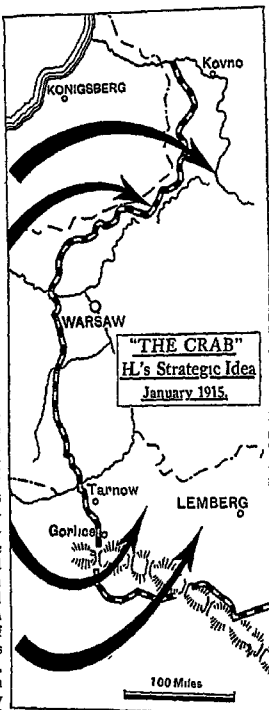 Kovno
KONIGSBERG
WARSAW
"THE CRAB"
HL's Strategic Idea
January 1915.
Tarnow
LEMBERG
Gorlice
100 Miles